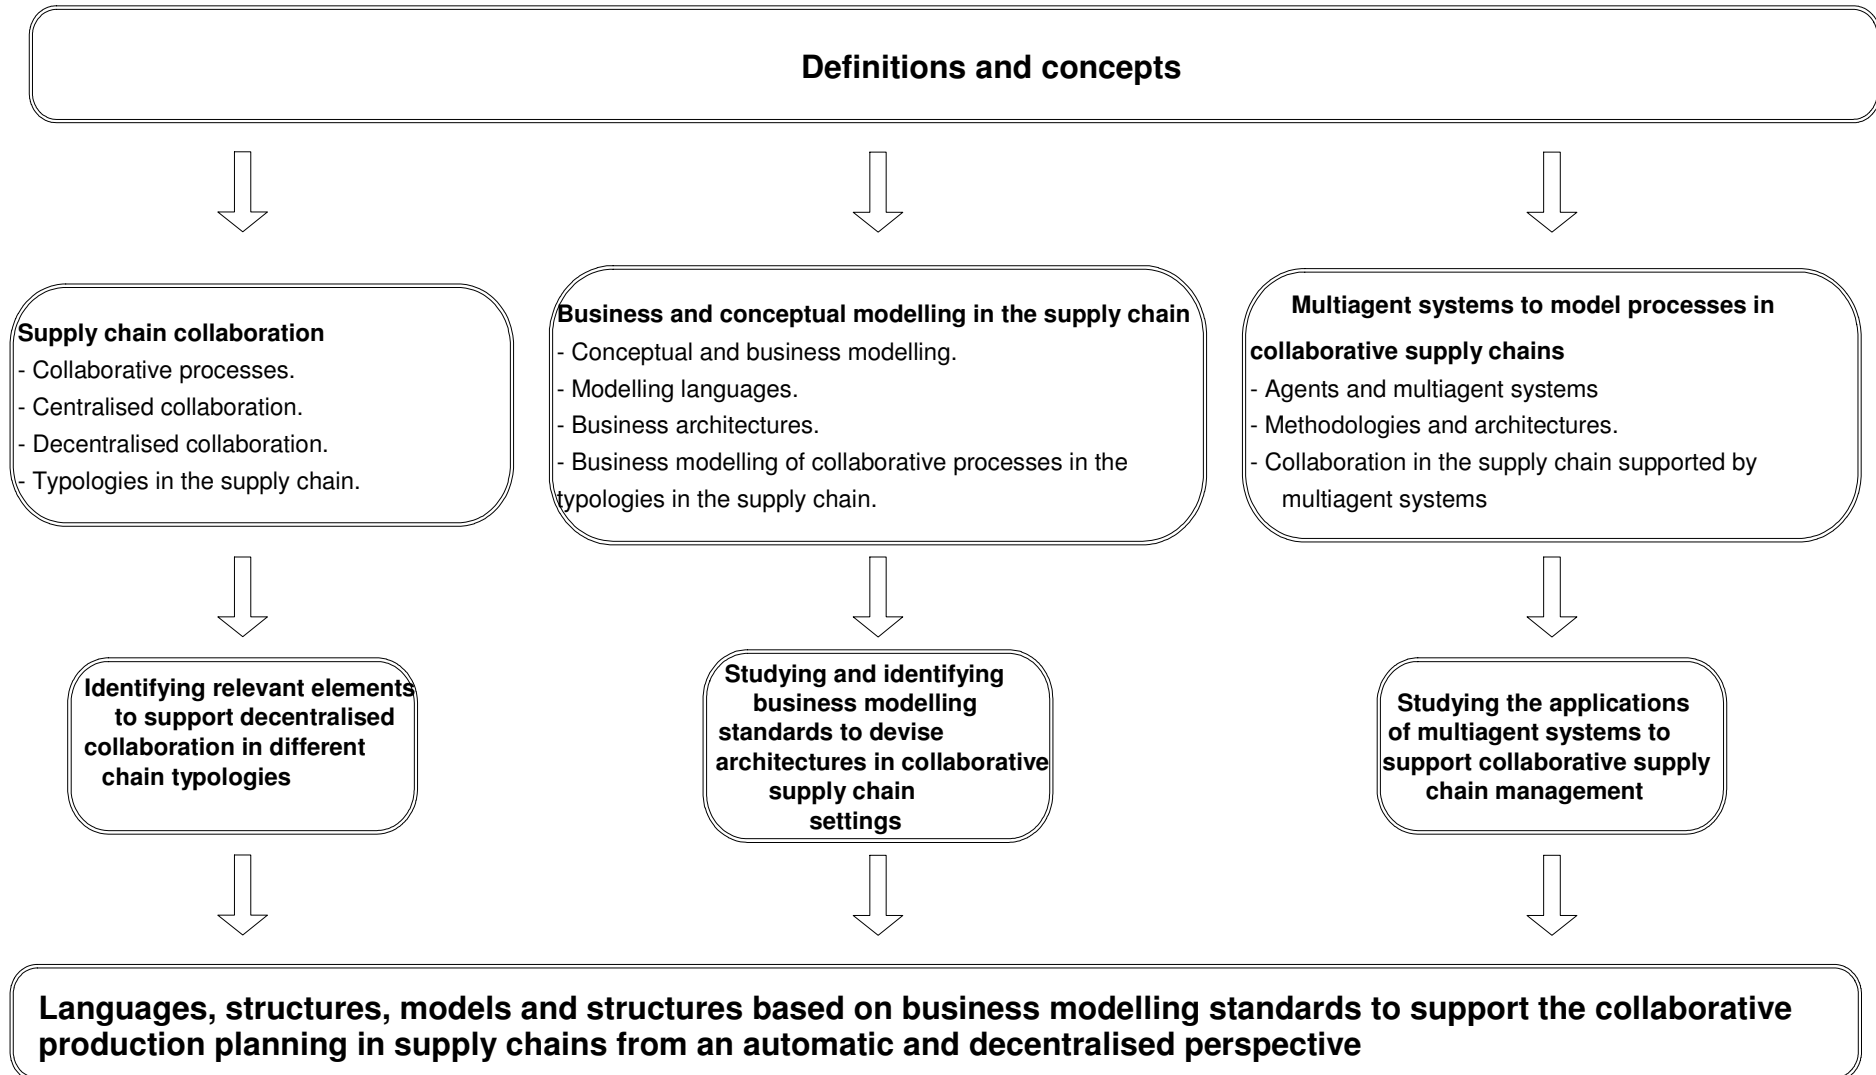 Definitions and concepts
Supply chain collaboration
- Collaborative processes.
- Centralised collaboration.
- Decentralised collaboration.
- Typologies in the supply chain.
Business and conceptual modelling in the supply chain
- Conceptual and business modelling.
- Modelling languages.
- Business architectures.
- Business modelling of collaborative processes in the
typologies in the supply chain.
Multiagent systems to model processes in
collaborative supply chains
- Agents and multiagent systems
- Methodologies and architectures.
- Collaboration in the supply chain supported by
multiagent systems
Identifying relevant elements
to support decentralised
collaboration in different
chain typologies
Studying and identifying
business modelling
standards to devise
architectures in collaborative
supply chain
settings
Studying the applications
of multiagent systems to
support collaborative supply
chain management
Languages, structures, models and structures based on business modelling standards to support the collaborative
production planning in supply chains from an automatic and decentralised perspective